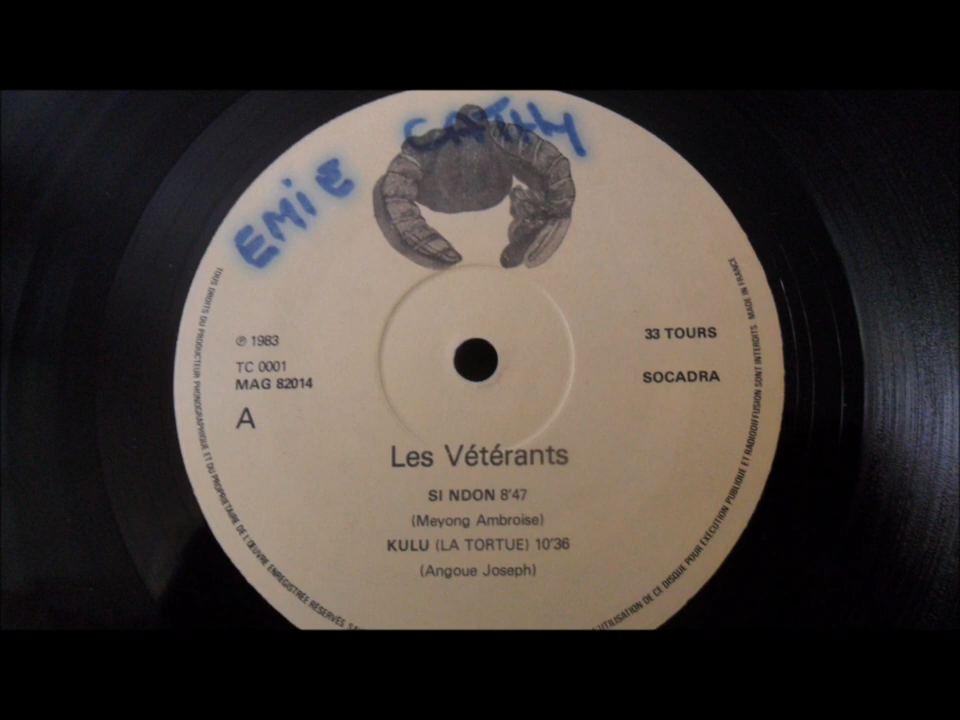 EMIE CATHY
℗ 1983
TC 0001
MAG 82014
A
33 TOURS
SOCADRA
Les Vétérants
SI NDON 8'47
(Meyong Ambroise)
KULU (LA TORTUE) 10'36
(Angoue Joseph)
TOUS DROITS DU PRODUCTEUR PHONOGRAPHIQUE ET DU PROPRIETAIRE DE L'ŒUVRE ENREGISTREE RESERVES.
L'UTILISATION DE CE DISQUE POUR EXÉCUTION PUBLIQUE ET RADIODIFFUSION SONT INTERDITS MADE IN FRANCE